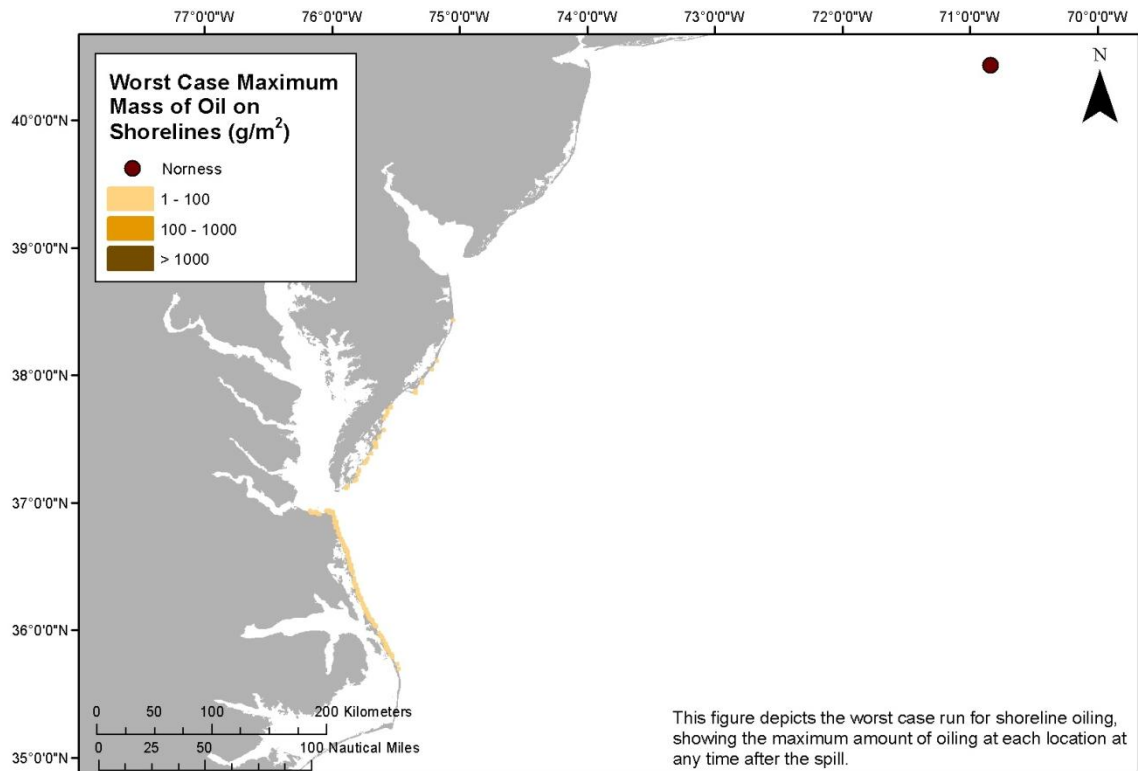 77°0'0"W 76°0'0"W 75°0'0"W 74°0'0"W 73°0'0"W 72°0'0"W 71°0'0"W 70°0'0"W
N
Worst Case Maximum
Mass of Oil on
Shorelines (g/m²)
Norness
1 - 100
100 - 1000
> 1000
40°0'0"N
39°0'0"N
38°0'0"N
37°0'0"N
36°0'0"N
35°0'0"N
0 50 100 200 Kilometers
0 25 50 100 Nautical Miles
This figure depicts the worst case run for shoreline oiling,
showing the maximum amount of oiling at each location at
any time after the spill.